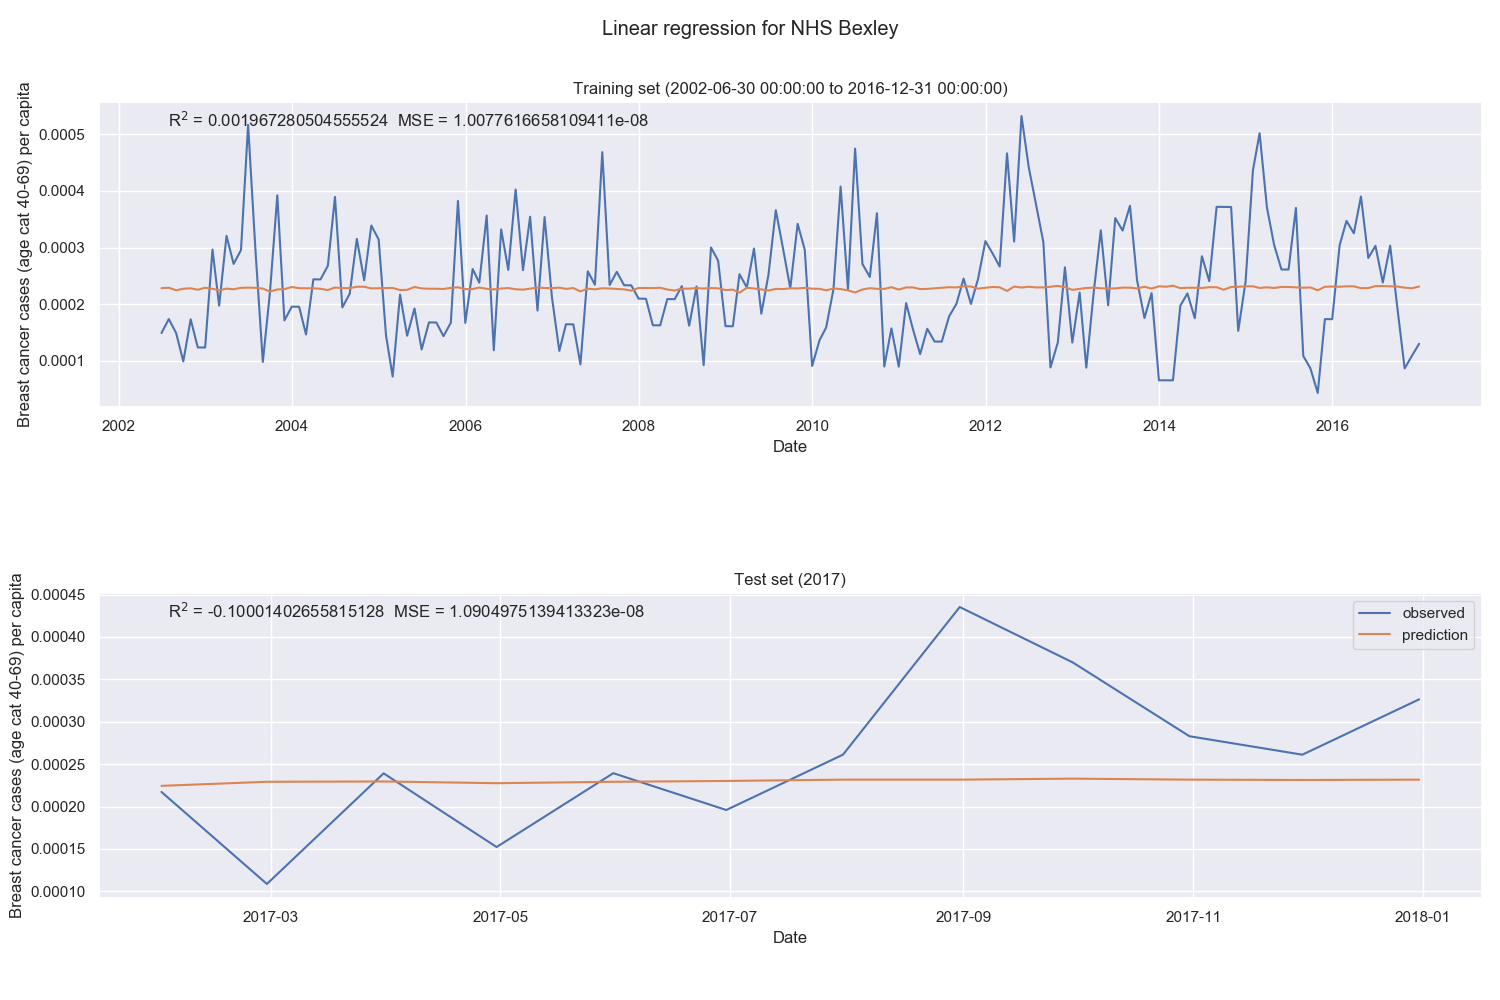 Linear regression for NHS Bexley
Training set (2002-06-30 00:00:00 to 2016-12-31 00:00:00)
R² = 0.001967280504555524 MSE = 1.0077616658109411e-08
Breast cancer cases (age cat 40-69) per capita
0.0005
0.0004
0.0003
0.0002
0.0001
2002 2004 2006 2008 2010 2012 2014 2016
Date
Test set (2017)
R² = -0.10001402655815128 MSE = 1.0904975139413323e-08
observed
prediction
Breast cancer cases (age cat 40-69) per capita
0.00045
0.00040
0.00035
0.00030
0.00025
0.00020
0.00015
0.00010
2017-03 2017-05 2017-07 2017-09 2017-11 2018-01
Date